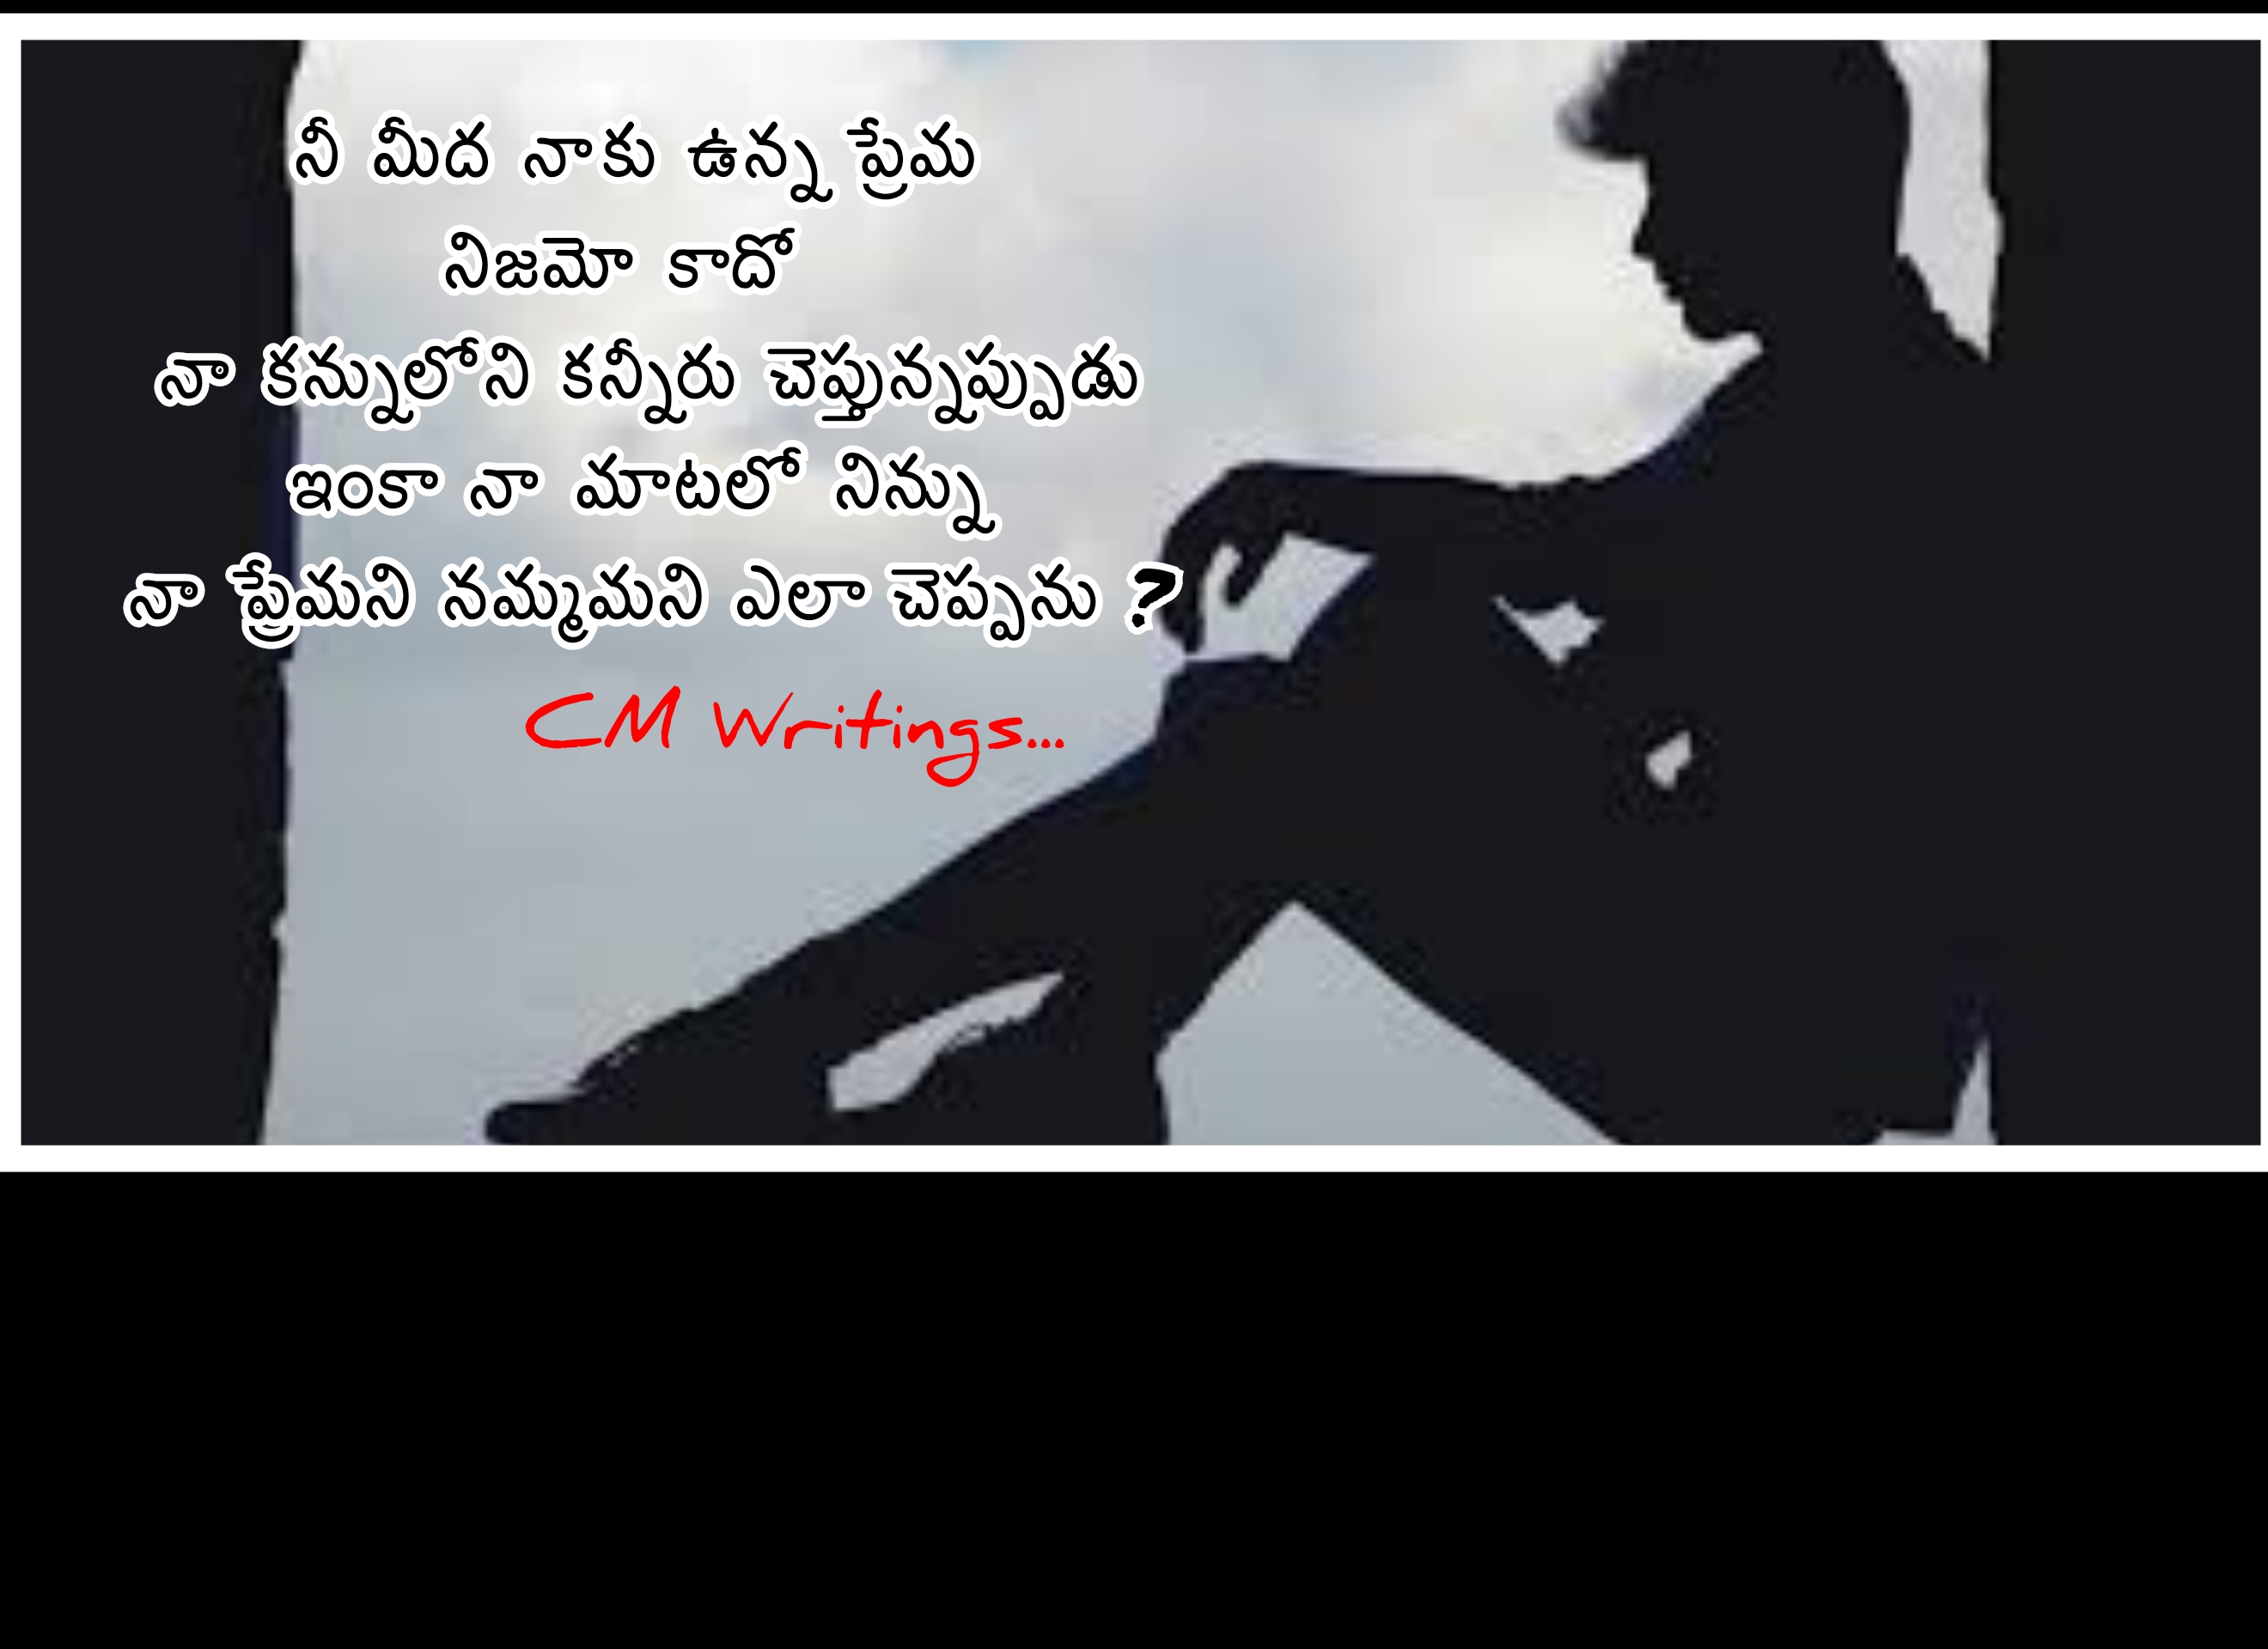 నీ మీద నాకు ఉన్న ప్రేమ
నిజమో కాదో
నా కన్నులోని కన్నీరు చెప్తున్నప్పుడు
ఇంకా నా మాటలో నిన్ను
నా ప్రేమని నమ్మమని ఎలా చెప్పను ?
CM Writings...